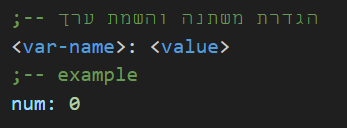 ;-- הגדרת משתנה והשמת ערך
<var-name>: <value>
;-- example
num: 0